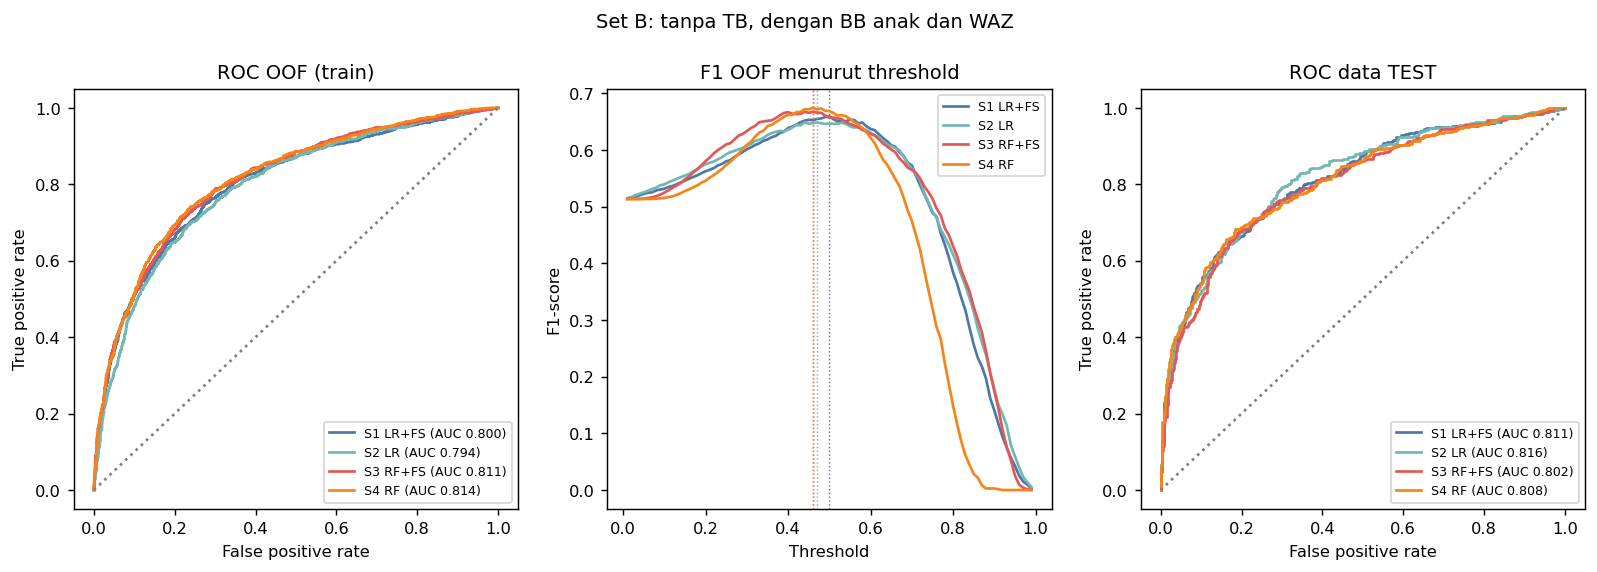 Set B: tanpa TB, dengan BB anak dan WAZ
ROC OOF (train)
True positive rate
1.0
0.8
0.6
0.4
0.2
0.0
S1 LR+FS (AUC 0.800)
S2 LR (AUC 0.794)
S3 RF+FS (AUC 0.811)
S4 RF (AUC 0.814)
0.0 0.2 0.4 0.6 0.8 1.0
False positive rate
F1 OOF menurut threshold
F1-score
0.7
0.6
0.5
0.4
0.3
0.2
0.1
0.0
S1 LR+FS
S2 LR
S3 RF+FS
S4 RF
0.0 0.2 0.4 0.6 0.8 1.0
Threshold
ROC data TEST
True positive rate
1.0
0.8
0.6
0.4
0.2
0.0
S1 LR+FS (AUC 0.811)
S2 LR (AUC 0.816)
S3 RF+FS (AUC 0.802)
S4 RF (AUC 0.808)
0.0 0.2 0.4 0.6 0.8 1.0
False positive rate